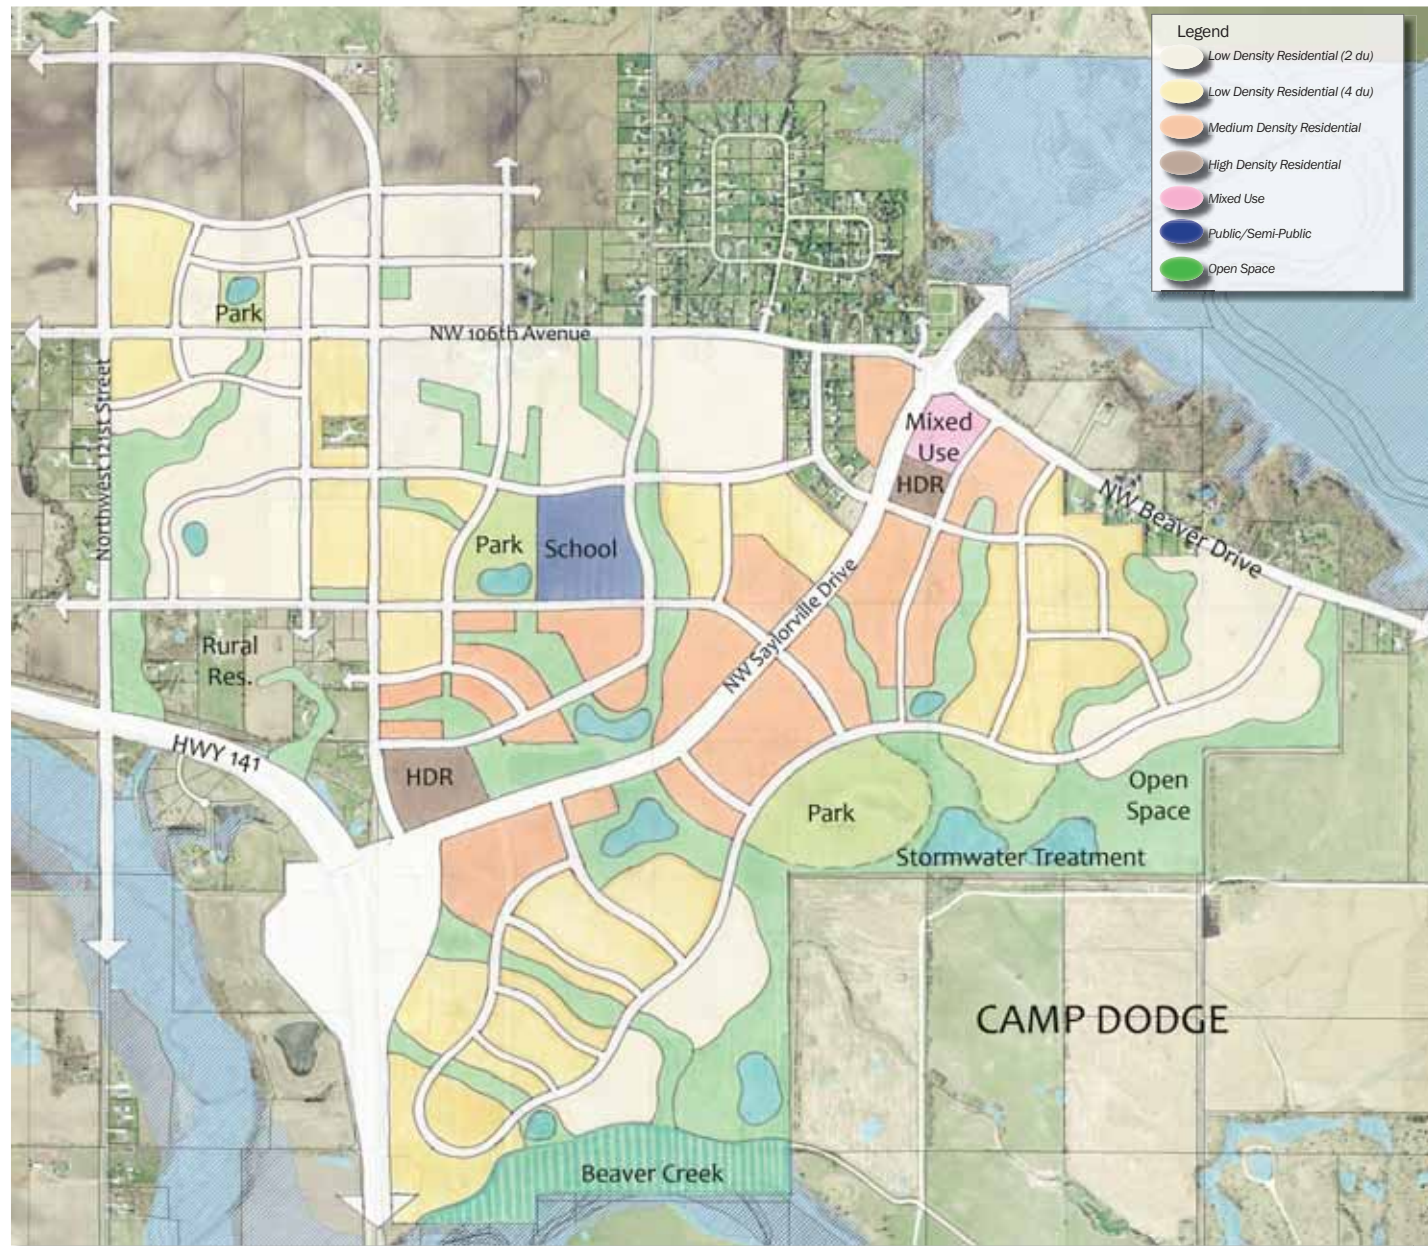 Legend
Low Density Residential (2 du)
Low Density Residential (4 du)
Medium Density Residential
High Density Residential
Mixed Use
Public/Semi-Public
Open Space
Park
NW 106th Avenue
Northwest 121st Street
Mixed
Use
HDR
NW Beaver Drive
Park
School
NW Saylorville Drive
Rural
Res.
HWY 141
HDR
Open
Space
Park
Stormwater Treatment
CAMP DODGE
Beaver Creek